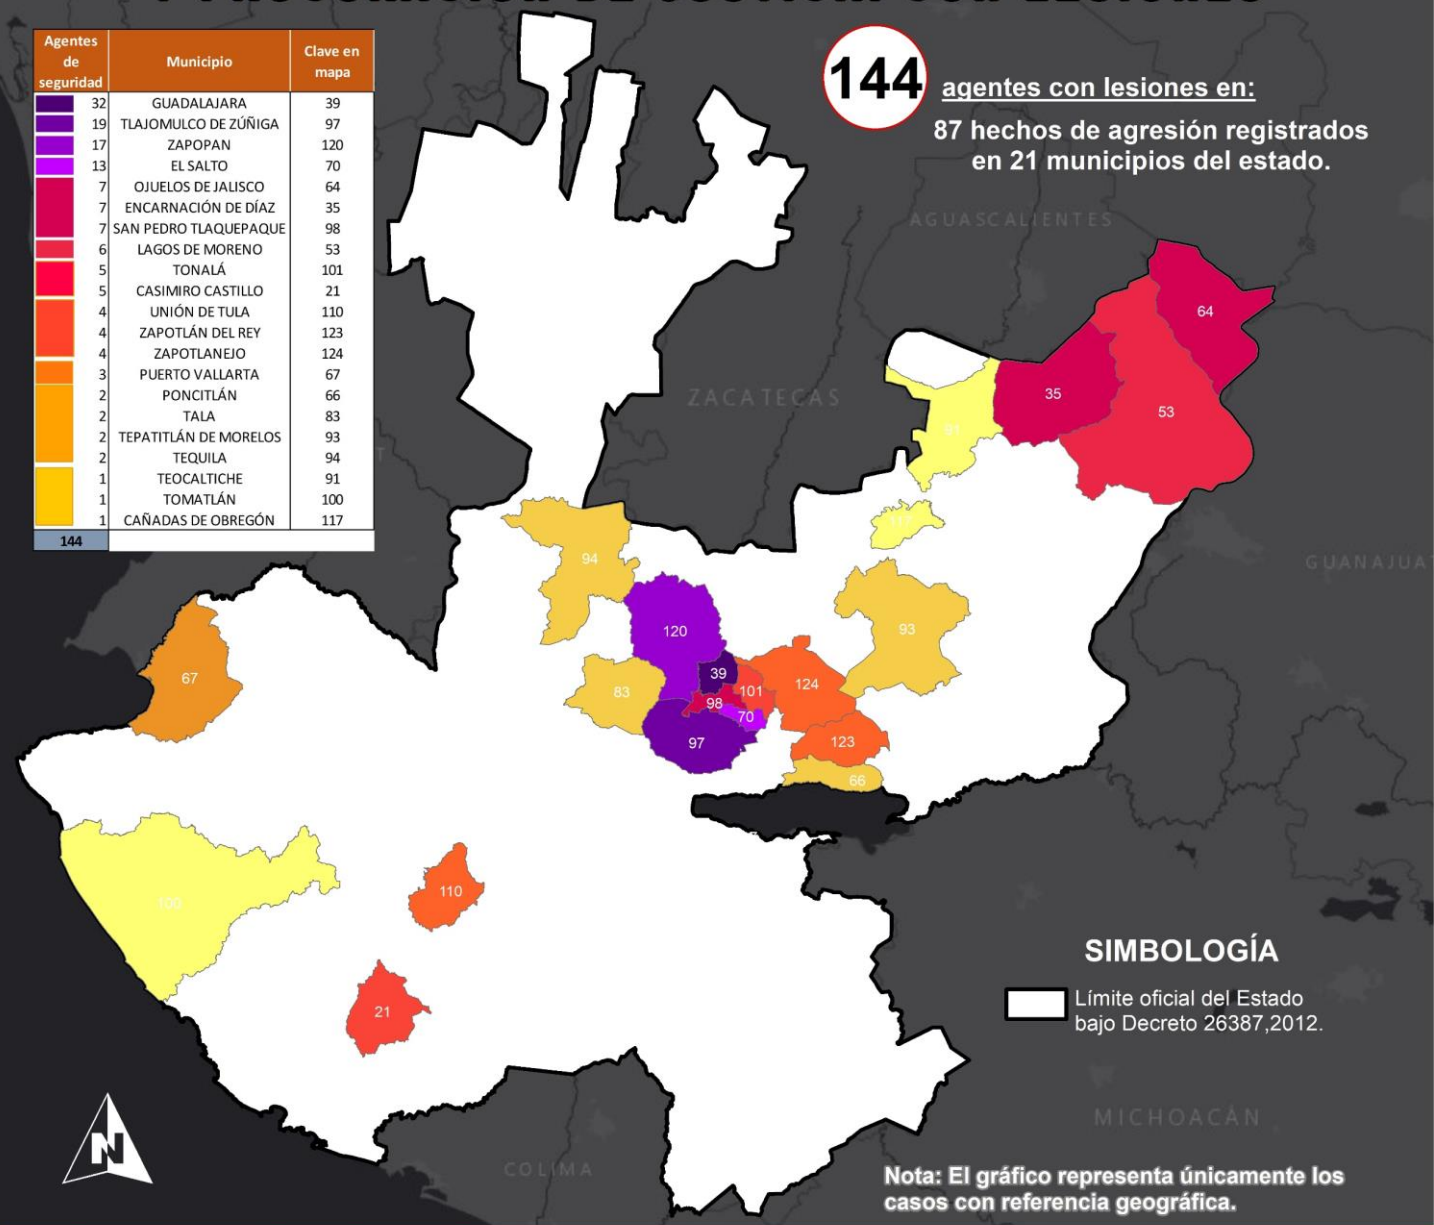 Agentes de seguridad Municipio Clave en mapa
32 GUADALAJARA 39
19 TLAJOMULCO DE ZÚÑIGA 97
17 ZAPOPAN 120
13 EL SALTO 70
7 OJUELOS DE JALISCO 64
7 ENCARNACIÓN DE DÍAZ 35
7 SAN PEDRO TLAQUEPAQUE 98
6 LAGOS DE MORENO 53
5 TONALÁ 101
5 CASIMIRO CASTILLO 21
4 UNIÓN DE TULA 110
4 ZAPOTLÁN DEL REY 123
4 ZAPOTLANEJO 124
3 PUERTO VALLARTA 67
2 PONCITLÁN 66
2 TALA 83
2 TEPATITLÁN DE MORELOS 93
2 TEQUILA 94
1 TEOCALTICHE 91
1 TOMATLÁN 100
1 CAÑADAS DE OBREGÓN 117
144
144 agentes con lesiones en:
87 hechos de agresión registrados
en 21 municipios del estado.
AGUASCALIENTES
64
ZACATECAS
35
53
91
117
94
GUANAJUA
120
93
39
67
83
101
124
98
70
97
123
66
110
100
21
SIMBOLOGÍA
Límite oficial del Estado
bajo Decreto 26387,2012.
N
MICHOACÁN
COLIMA
Nota: El gráfico representa únicamente los
casos con referencia geográfica.